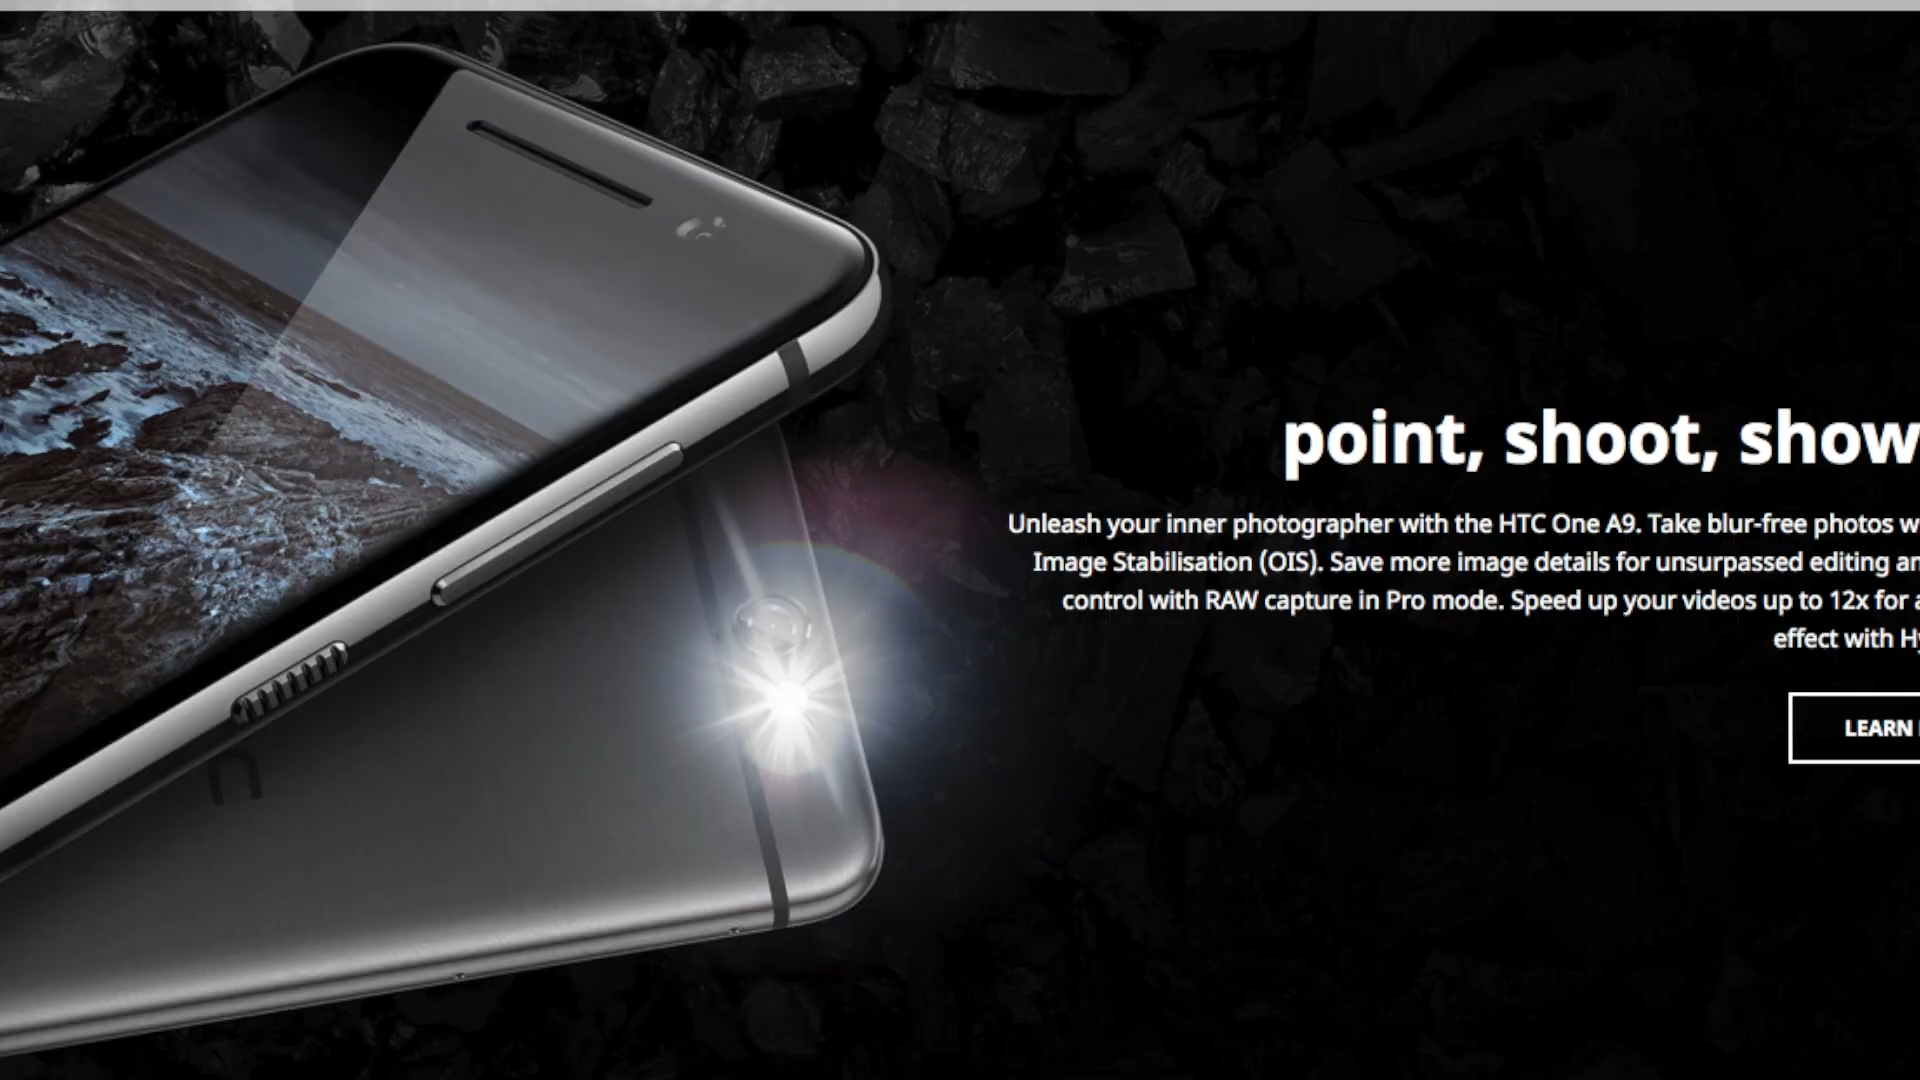 point, shoot, show
Unleash your inner photographer with the HTC One A9. Take blur-free photos w
Image Stabilisation (OIS). Save more image details for unsurpassed editing an
control with RAW capture in Pro mode. Speed up your videos up to 12x for a
effect with Hy
LEARN